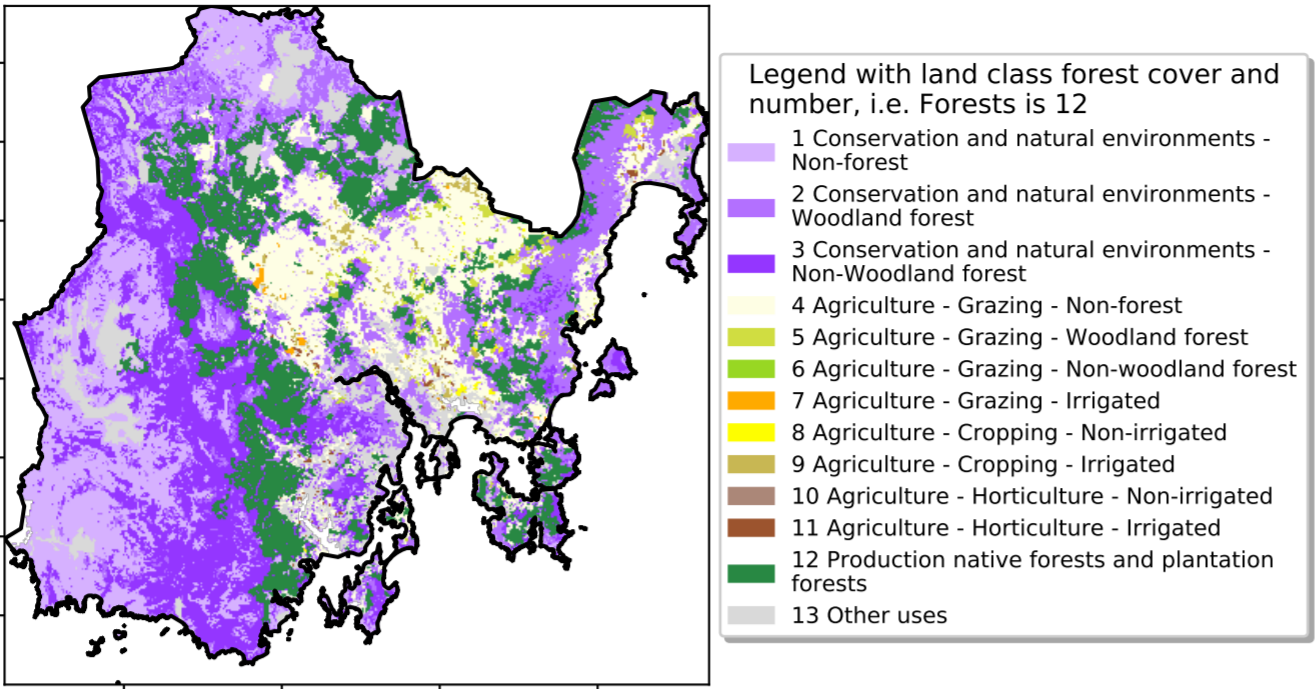 Legend with land class forest cover and
number, i.e. Forests is 12
1 Conservation and natural environments -
Non-forest
2 Conservation and natural environments -
Woodland forest
3 Conservation and natural environments -
Non-Woodland forest
4 Agriculture - Grazing - Non-forest
5 Agriculture - Grazing - Woodland forest
6 Agriculture - Grazing - Non-woodland forest
7 Agriculture - Grazing - Irrigated
8 Agriculture - Cropping - Non-irrigated
9 Agriculture - Cropping - Irrigated
10 Agriculture - Horticulture - Non-irrigated
11 Agriculture - Horticulture - Irrigated
12 Production native forests and plantation
forests
13 Other uses